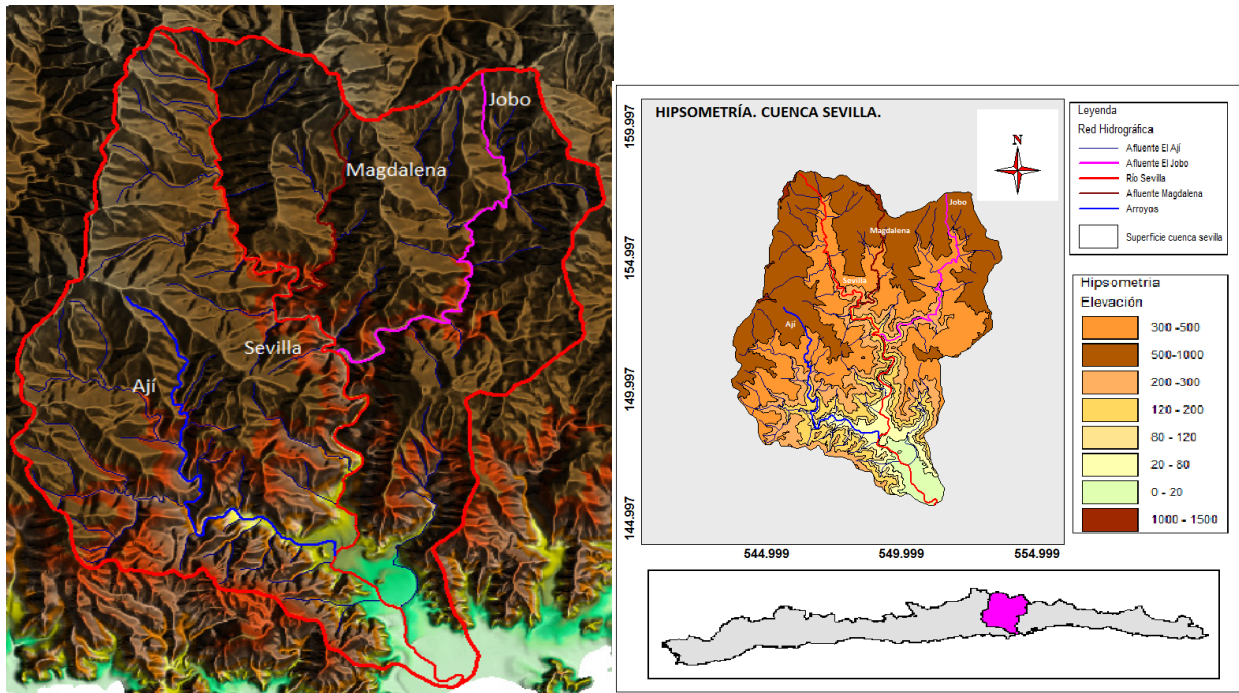 Jobo
Magdalena
Sevilla
Ají
HIPSOMETRÍA. CUENCA SEVILLA.
N
159.997
154.997
149.997
144.997
Jobo
Magdalena
Sevilla
Ají
544.999
549.999
554.999
Leyenda
Red Hidrográfica
Afluente El Ají
Afluente El Jobo
Río Sevilla
Afluente Magdalena
Arroyos
Superficie cuenca sevilla
Hipsometria
Elevación
300 -500
500-1000
200 -300
120 - 200
80 - 120
20 - 80
0 - 20
1000 - 1500